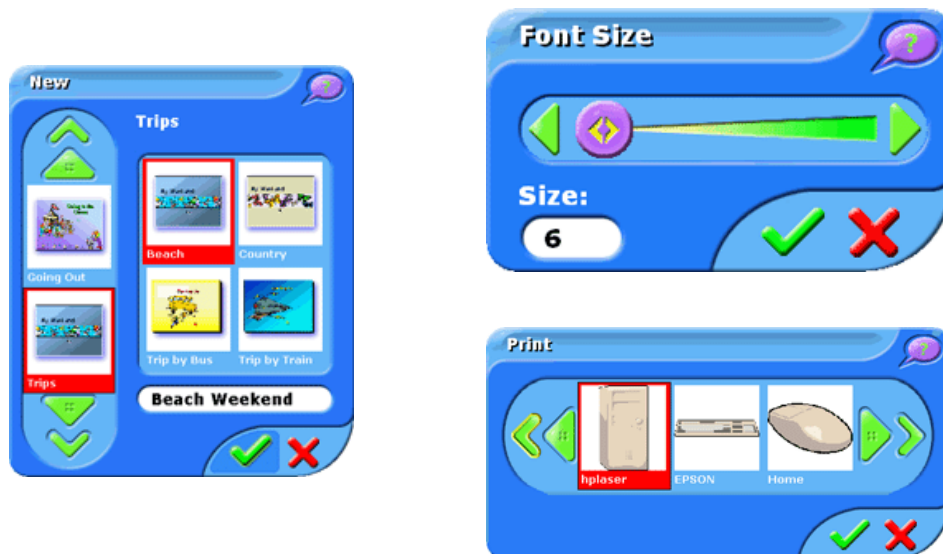 New
Trips
Going Out
Trips
Beach
Country
Trip by Bus
Trip by Train
Beach Weekend
Font Size
Size:
6
Print
hplaser
EPSON
Home